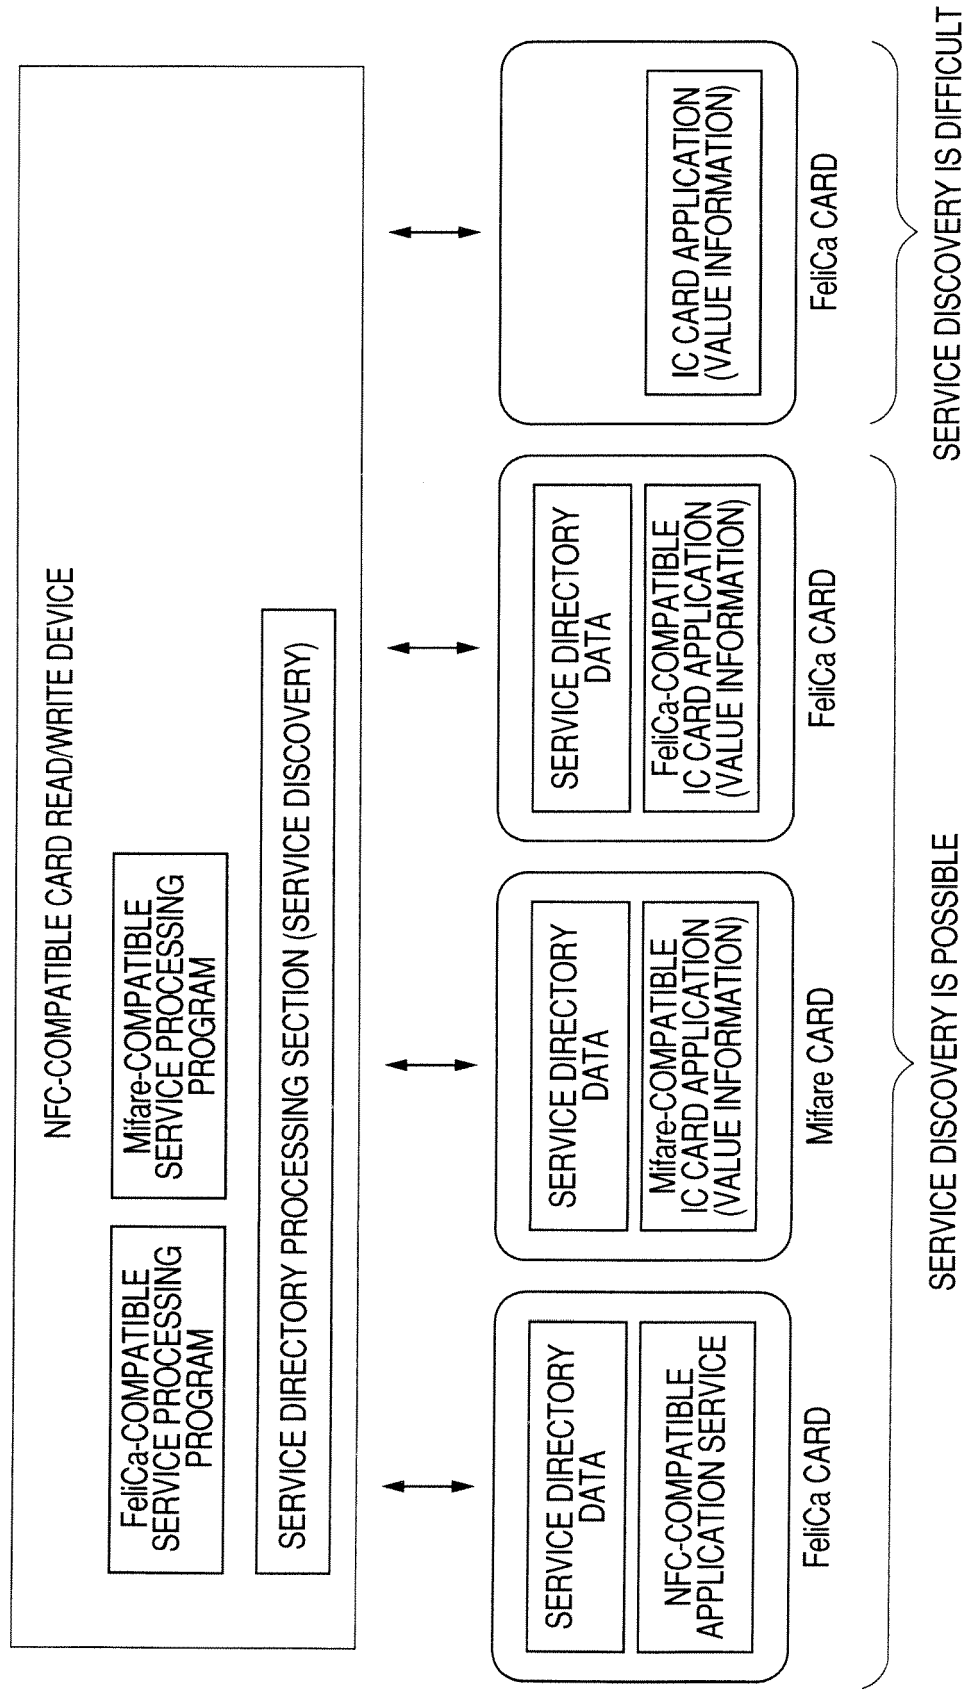 NFC-COMPATIBLE CARD READ/WRITE DEVICE
FeliCa-COMPATIBLE
SERVICE PROCESSING
PROGRAM
Mifare-COMPATIBLE
SERVICE PROCESSING
PROGRAM
SERVICE DIRECTORY PROCESSING SECTION (SERVICE DISCOVERY)
SERVICE DIRECTORY
DATA
NFC-COMPATIBLE
APPLICATION SERVICE
FeliCa CARD
SERVICE DIRECTORY
DATA
Mifare-COMPATIBLE
IC CARD APPLICATION
(VALUE INFORMATION)
Mifare CARD
SERVICE DIRECTORY
DATA
FeliCa-COMPATIBLE
IC CARD APPLICATION
(VALUE INFORMATION)
FeliCa CARD
IC CARD APPLICATION
(VALUE INFORMATION)
FeliCa CARD
SERVICE DISCOVERY IS POSSIBLE
SERVICE DISCOVERY IS DIFFICULT